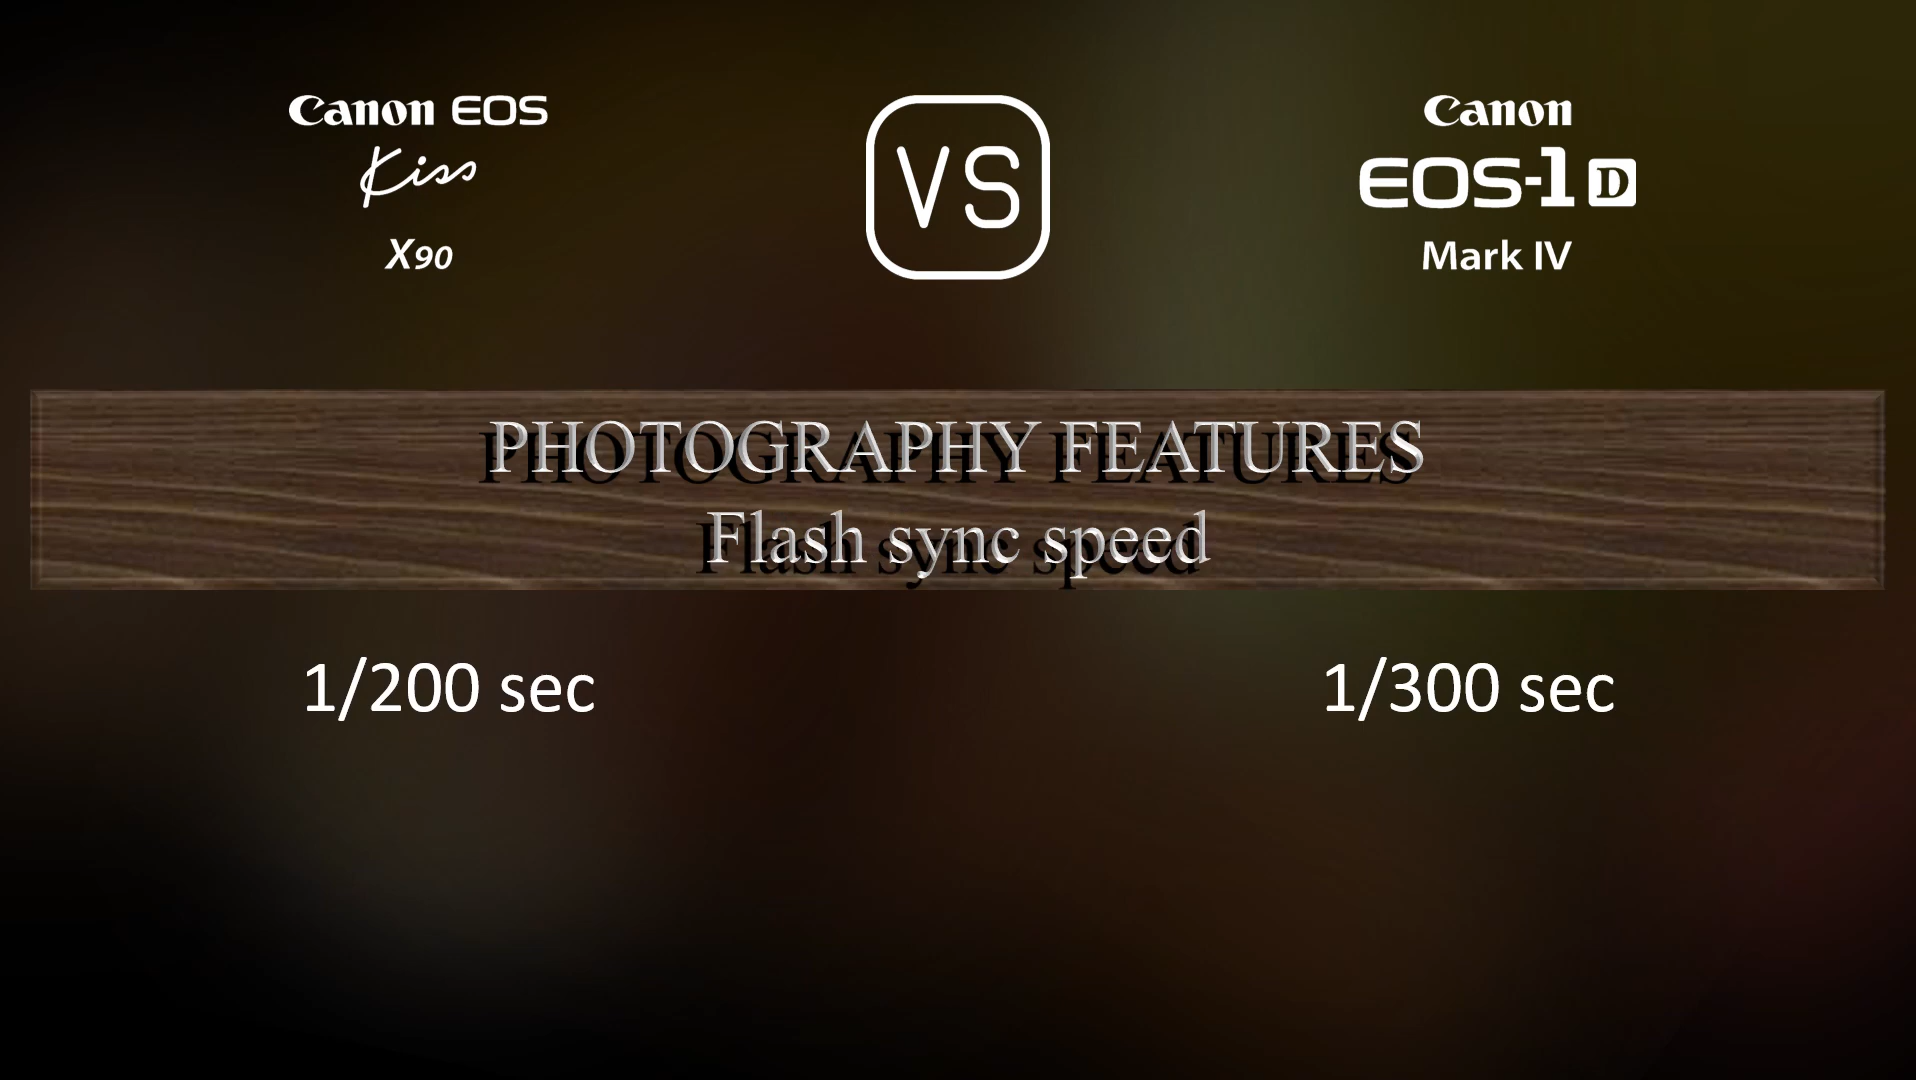 Canon EOS
Kiss
X90
VS
Canon
EOS-1D
Mark IV
PHOTOGRAPHY FEATURES
Flash sync speed
1/200 sec
1/300 sec